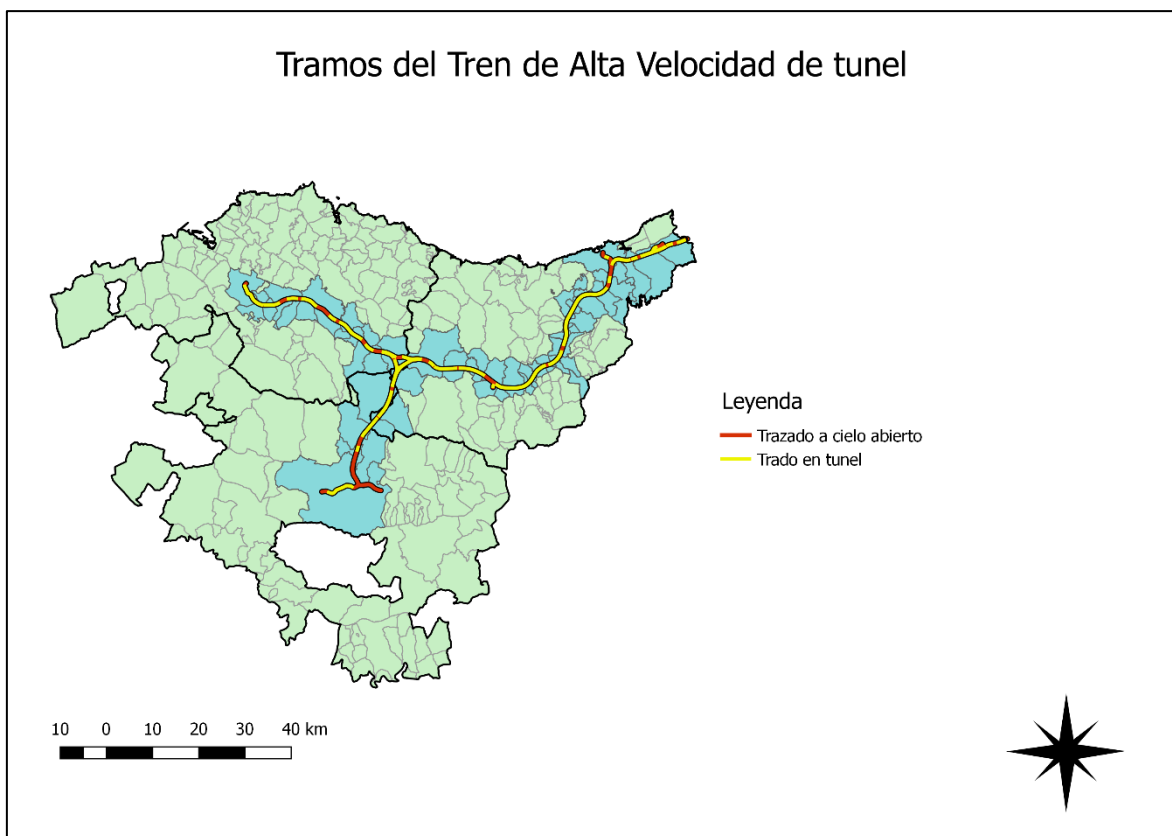 Tramos del Tren de Alta Velocidad de tunel
Leyenda
Trazado a cielo abierto
Trado en tunel
10 0 10 20 30 40 km